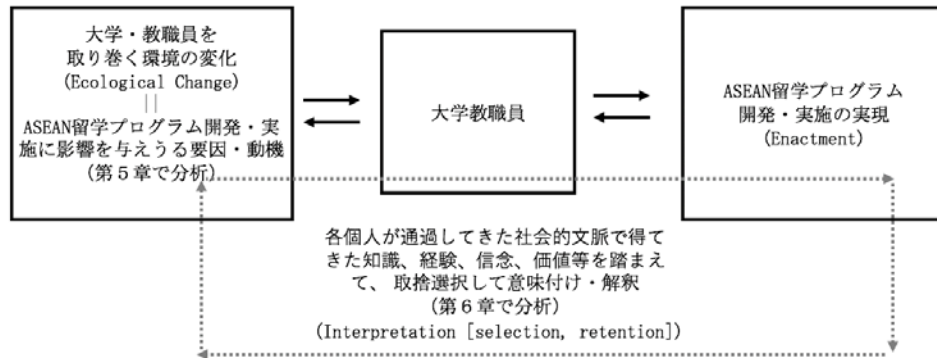 大学・教職員を
取り巻く環境の変化
(Ecological Change)
||
ASEAN留学プログラム開発・実
施に影響を与えうる要因・動機
(第５章で分析)
大学教職員
ASEAN留学プログラム
開発・実施の実現
(Enactment)
各個人が通過してきた社会的文脈で得て
きた知識、経験、信念、価値等を踏まえ
て、 取捨選択して意味付け・解釈
(第６章で分析)
(Interpretation [selection, retention])